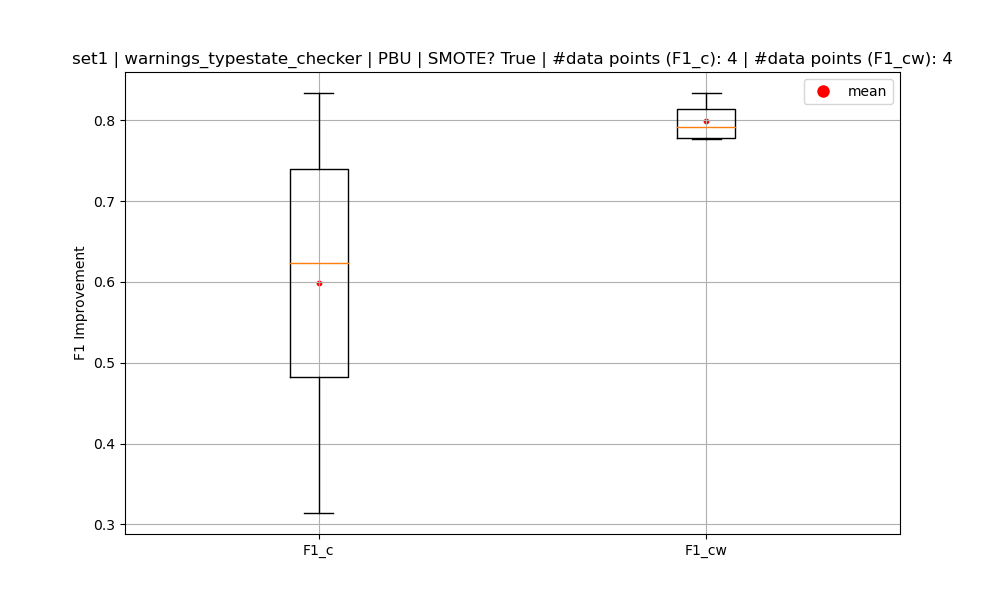 set1 | warnings_typestate_checker | PBU | SMOTE? True | #data points (F1_c): 4 | #data points (F1_cw): 4
mean
0.8
0.7
0.6
0.5
0.4
0.3
F1 Improvement
F1_c
F1_cw